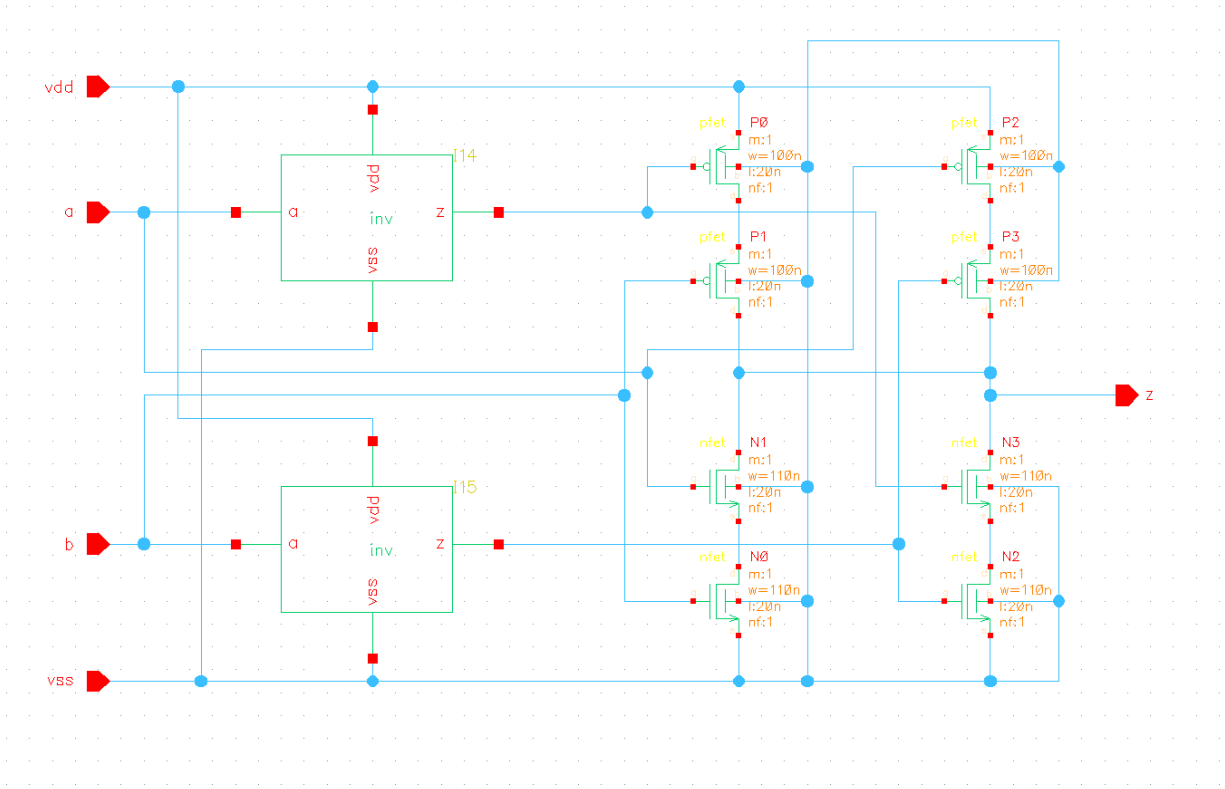 vdd
a
b
vss
I14
vdd
a
inv
z
vss
I15
vdd
a
inv
z
vss
pfet P0
m:1
w=100n
l:20n
nf:1
pfet P1
m:1
w=100n
l:20n
nf:1
nfet N1
m:1
w=110n
l:20n
nf:1
nfet N0
m:1
w=110n
l:20n
nf:1
pfet P2
m:1
w=100n
l:20n
nf:1
pfet P3
m:1
w=100n
l:20n
nf:1
nfet N3
m:1
w=110n
l:20n
nf:1
nfet N2
m:1
w=110n
l:20n
nf:1
z